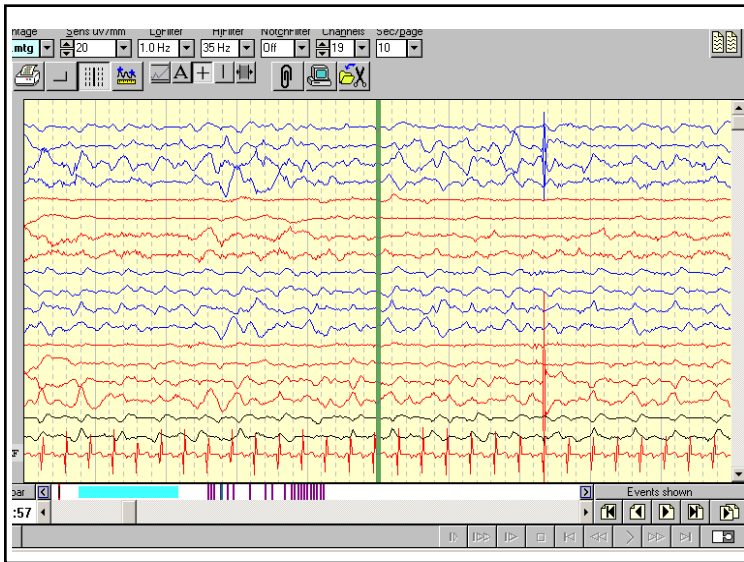 Sens uV/mm LoFilter HiFilter NotchFilter Channels Sec/page
.mtg 20 1.0 Hz 35 Hz Off 19 10
A
Events shown
:57